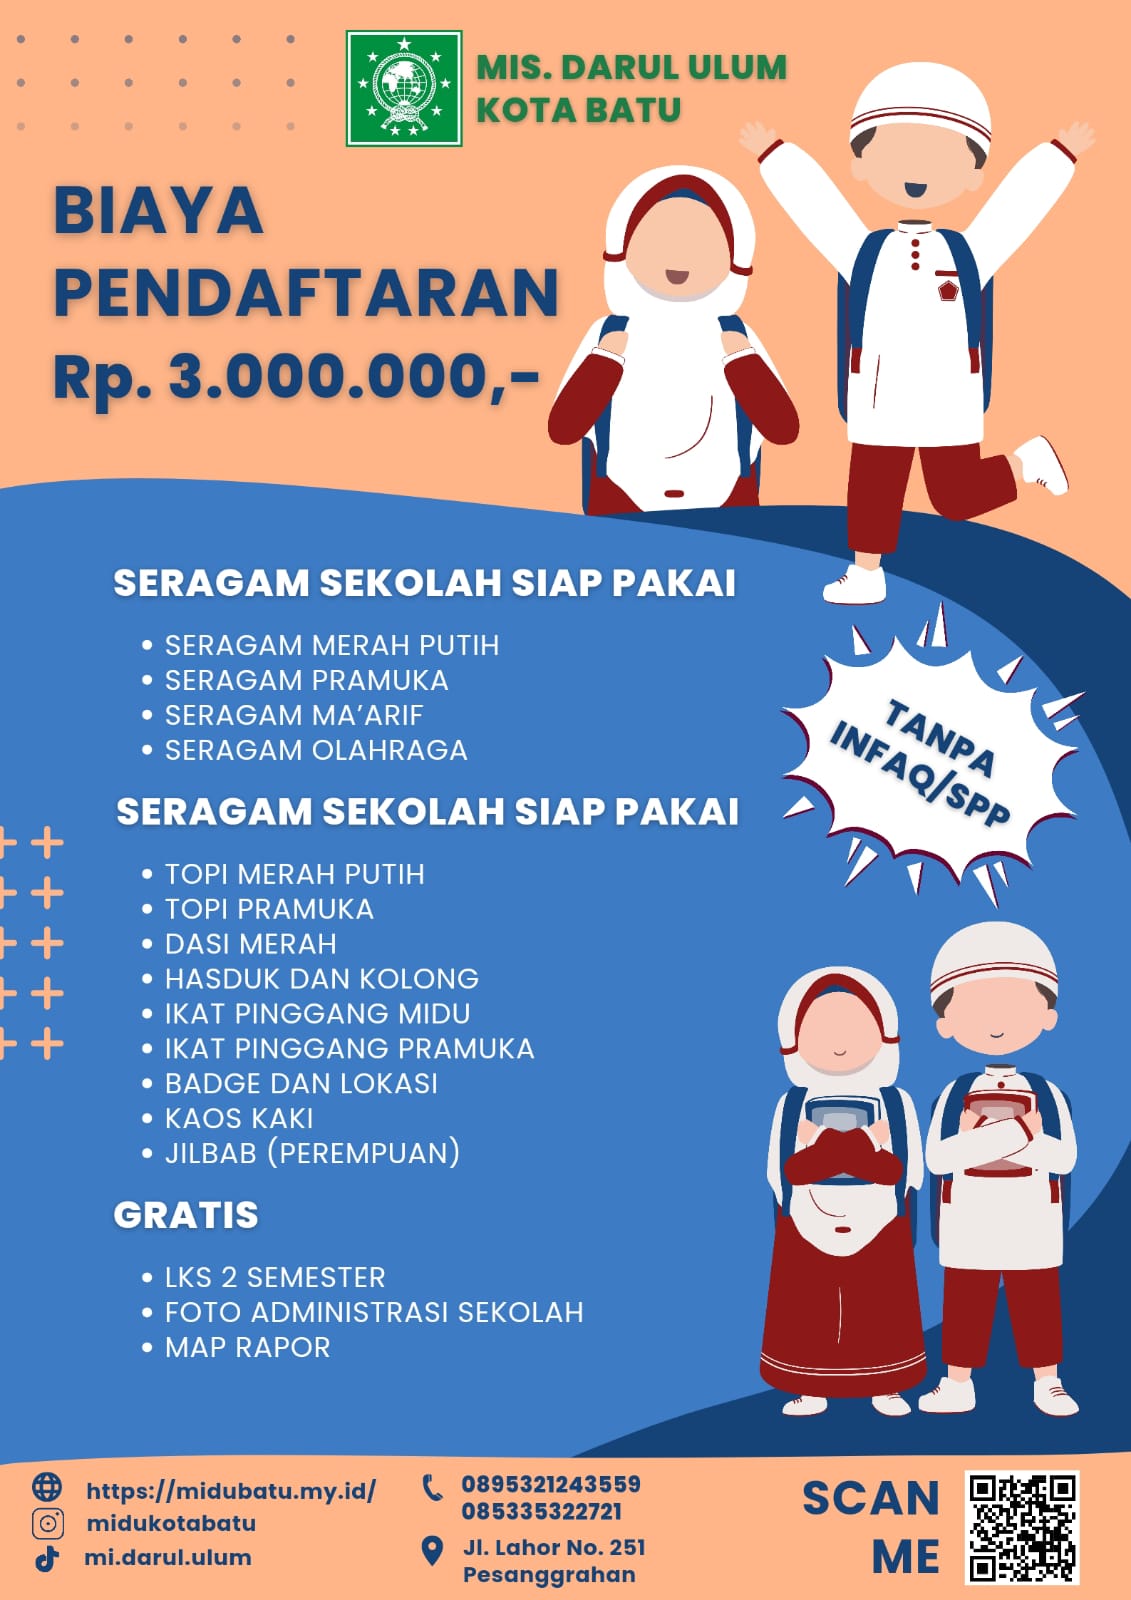 MIS. DARUL ULUM
KOTA BATU
BIAYA
PENDAFTARAN
Rp. 3.000.000,-
SERAGAM SEKOLAH SIAP PAKAI
• SERAGAM MERAH PUTIH
• SERAGAM PRAMUKA
• SERAGAM MA'ARIF
• SERAGAM OLAHRAGA
TANPA
INFAQ/SPP
SERAGAM SEKOLAH SIAP PAKAI
• TOPI MERAH PUTIH
• TOPI PRAMUKA
• DASI MERAH
• HASDUK DAN KOLONG
• IKAT PINGGANG MIDU
• IKAT PINGGANG PRAMUKA
• BADGE DAN LOKASI
• KAOS KAKI
• JILBAB (PEREMPUAN)
GRATIS
• LKS 2 SEMESTER
• FOTO ADMINISTRASI SEKOLAH
• MAP RAPOR
https://midubatu.my.id/
midukotabatu
mi.darul.ulum
0895321243559
085335322721
Jl. Lahor No. 251
Pesanggrahan
SCAN
ME